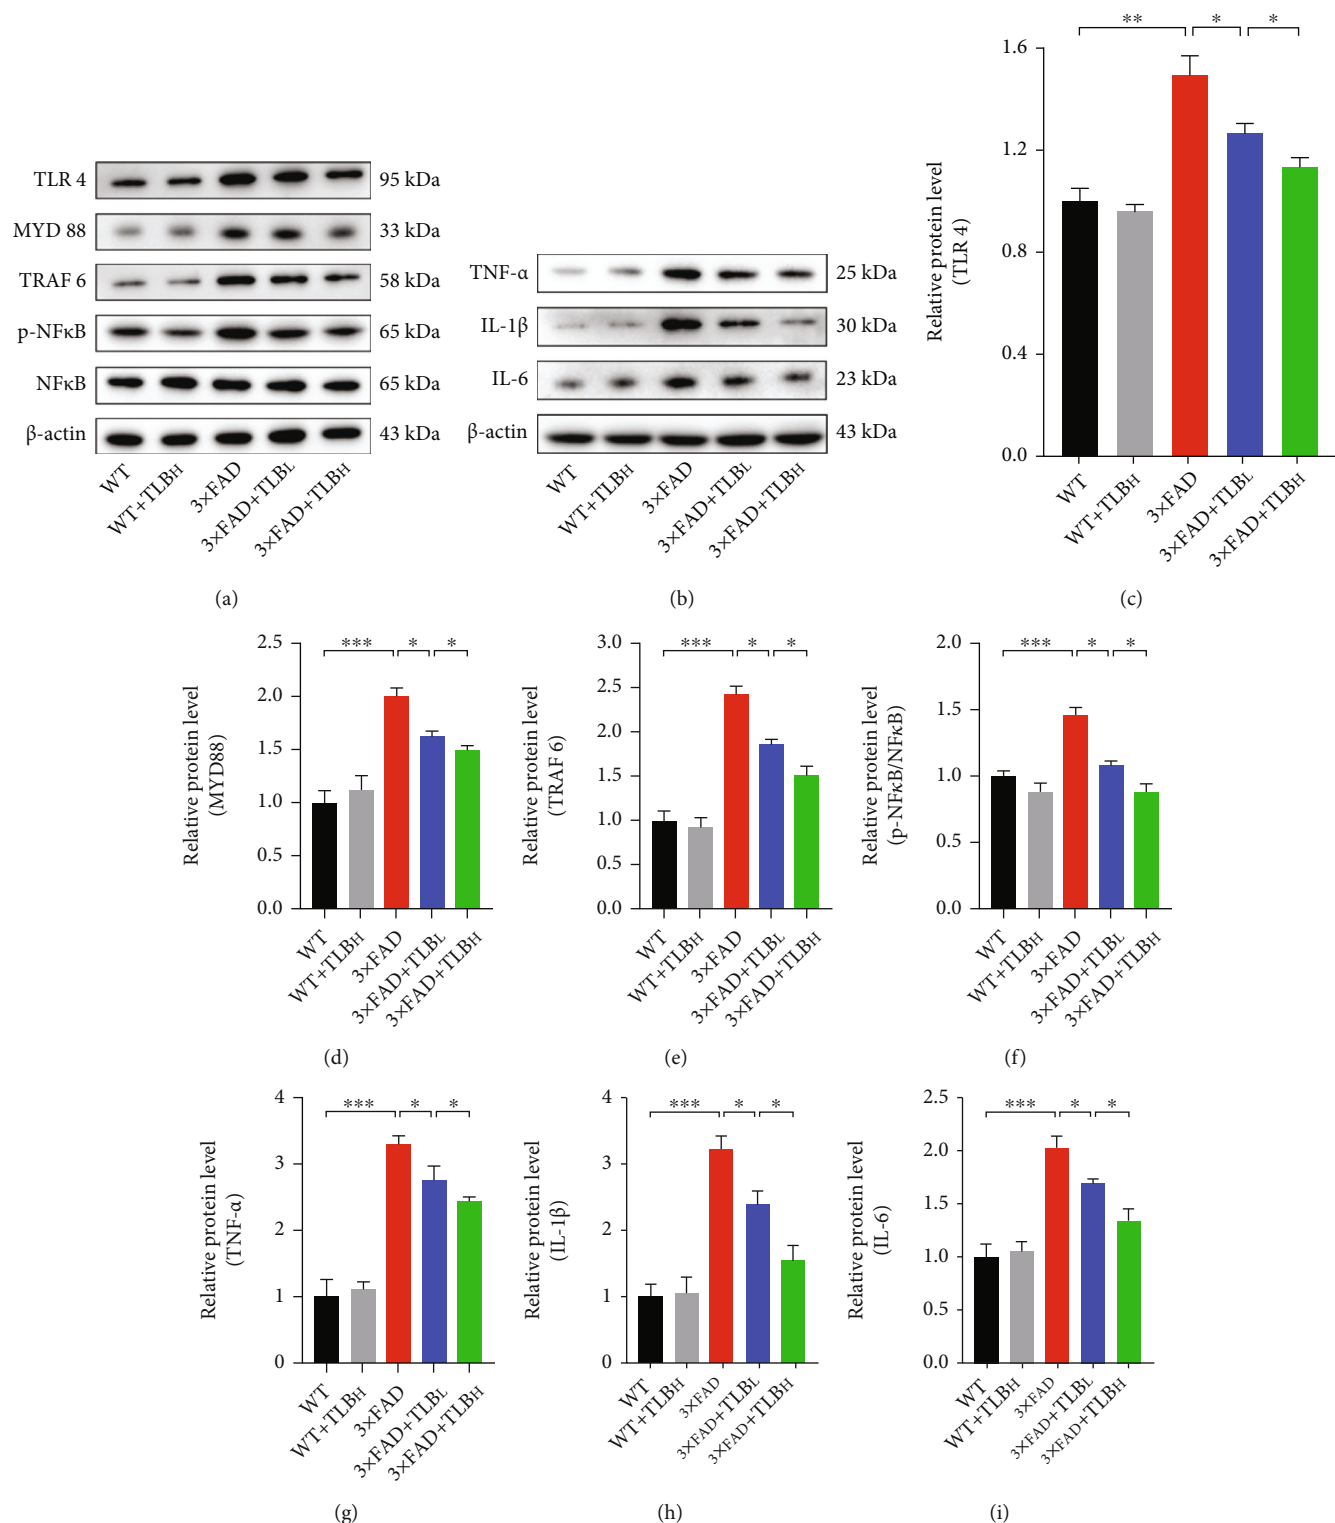 TLR 4 95 kDa
MYD 88 33 kDa
TRAF 6 58 kDa
p-NFκB 65 kDa
NFκB 65 kDa
β-actin 43 kDa
WT
WT+TLBH
3×FAD
3×FAD+TLBL
3×FAD+TLBH
(a)
TNF-α 25 kDa
IL-1β 30 kDa
IL-6 23 kDa
β-actin 43 kDa
WT
WT+TLBH
3×FAD
3×FAD+TLBL
3×FAD+TLBH
(b)
** * *
Relative protein level
(TLR 4)
1.6
1.2
0.8
0.4
0.0
WT
WT+TLBH
3×FAD
3×FAD+TLBL
3×FAD+TLBH
(c)
*** * *
Relative protein level
(MYD88)
2.5
2.0
1.5
1.0
0.5
0.0
WT
WT+TLBH
3×FAD
3×FAD+TLBL
3×FAD+TLBH
(d)
*** * *
Relative protein level
(TRAF 6)
3.0
2.5
2.0
1.5
1.0
0.5
0.0
WT
WT+TLBH
3×FAD
3×FAD+TLBL
3×FAD+TLBH
(e)
*** * *
Relative protein level
(p-NFκB/NFκB)
2.0
1.5
1.0
0.5
0.0
WT
WT+TLBH
3×FAD
3×FAD+TLBL
3×FAD+TLBH
(f)
*** * *
Relative protein level
(TNF-α)
4
3
2
1
0
WT
WT+TLBH
3×FAD
3×FAD+TLBL
3×FAD+TLBH
(g)
*** * *
Relative protein level
(IL-1β)
4
3
2
1
0
WT
WT+TLBH
3×FAD
3×FAD+TLBL
3×FAD+TLBH
(h)
*** * *
Relative protein level
(IL-6)
2.5
2.0
1.5
1.0
0.5
0.0
WT
WT+TLBH
3×FAD
3×FAD+TLBL
3×FAD+TLBH
(i)